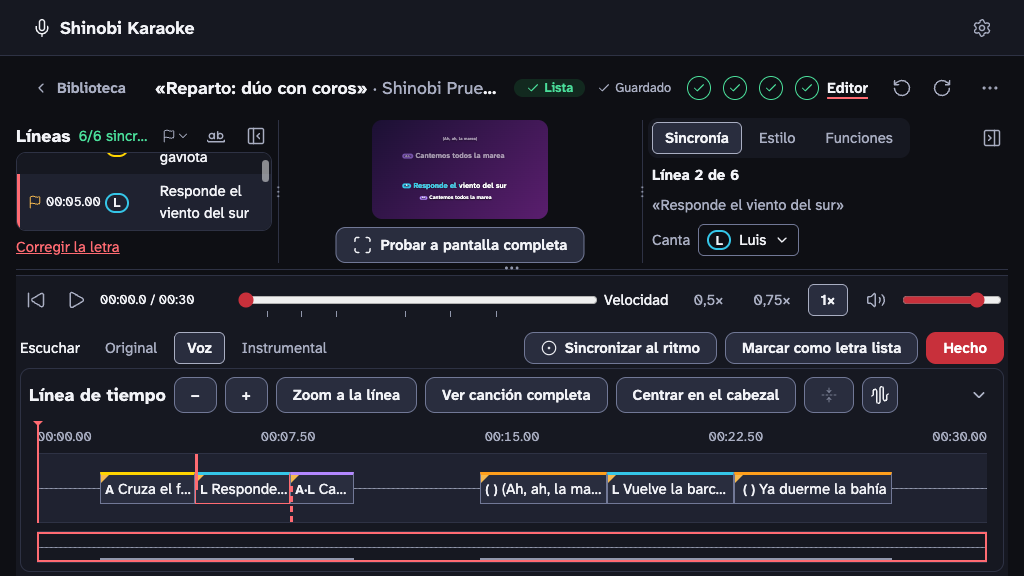 Shinobi Karaoke
Biblioteca
«Reparto: dúo con coros» · Shinobi Prue...
Lista
Guardado
Editor
Líneas 6/6 sincr...
ab
gaviota
00:05.00 L Responde el
viento del sur
Corregir la letra
(Ah, ah, la marea)
Cantemos todos la marea
Responde el viento del sur
Cantemos todos la marea
Probar a pantalla completa
Sincronía Estilo Funciones
Línea 2 de 6
«Responde el viento del sur»
Canta L Luis
00:00.0 / 00:30
Velocidad 0,5× 0,75× 1×
Escuchar Original Voz Instrumental
Sincronizar al ritmo
Marcar como letra lista
Hecho
Línea de tiempo − + Zoom a la línea Ver canción completa Centrar en el cabezal
00:00.00 00:07.50 00:15.00 00:22.50 00:30.00
A Cruza el f... L Responde... A·L Ca... ( ) (Ah, ah, la ma... L Vuelve la barc... ( ) Ya duerme la bahía